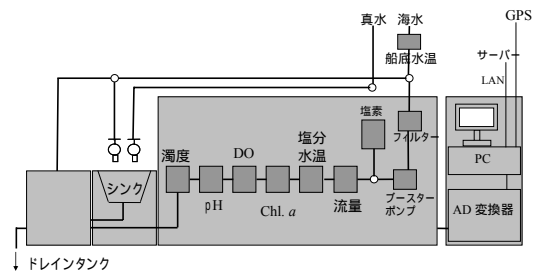 GPS
真水
海水
サーバー
船底水温
LAN
塩素
フィルター
塩分
水温
DO
濁度
PC
シンク
pH
Chl. a
流量
ブースター
ポンプ
AD 変換器
ドレインタンク